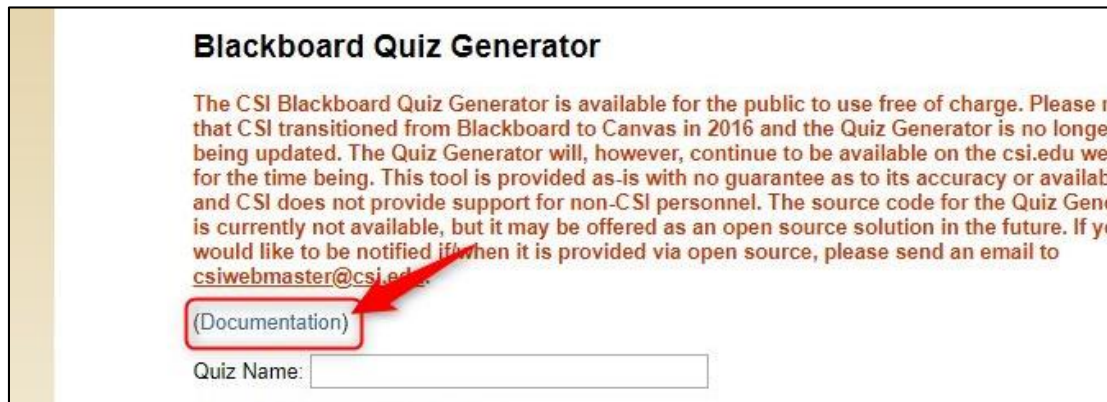 Blackboard Quiz Generator
The CSI Blackboard Quiz Generator is available for the public to use free of charge. Please
that CSI transitioned from Blackboard to Canvas in 2016 and the Quiz Generator is no
being updated. The Quiz Generator will, however, continue to be available on the csi.edu
for the time being. This tool is provided as-is with no guarantee as to its accuracy or
and CSI does not provide support for non-CSI personnel. The source code for the Quiz
is currently not available, but it may be offered as an open source solution in the future. If
would like to be notified if/when it is provided via open source, please send an email to
csiwebmaster@csi.edu.
(Documentation)
Quiz Name: